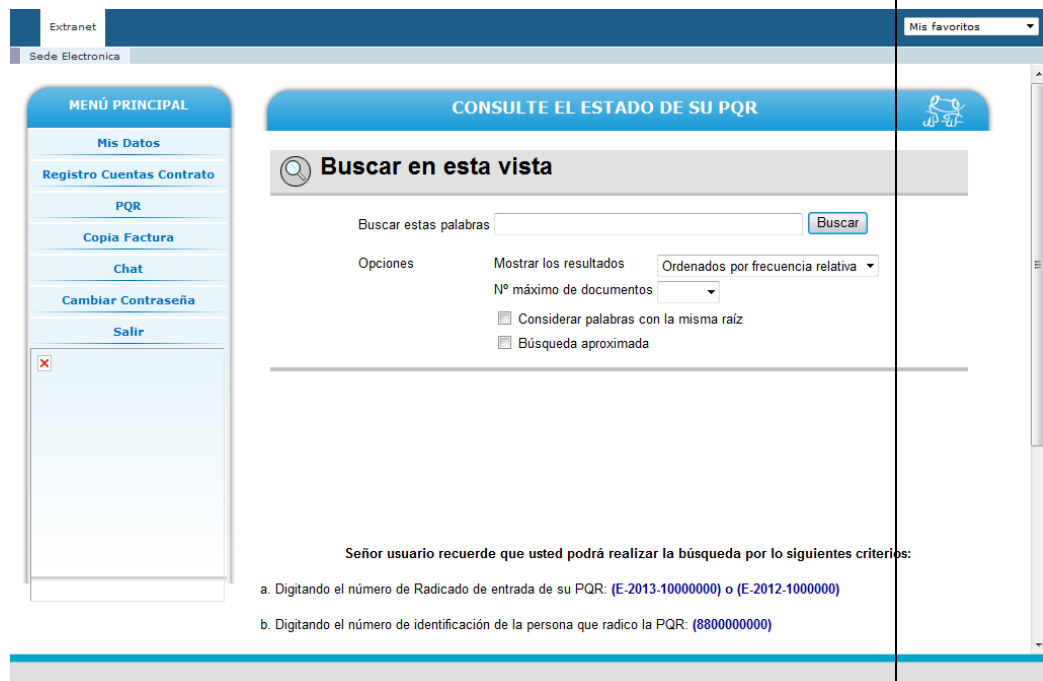 Extranet
Mis favoritos
Sede Electronica
MENÚ PRINCIPAL
Mis Datos
Registro Cuentas Contrato
PQR
Copia Factura
Chat
Cambiar Contraseña
Salir
CONSULTE EL ESTADO DE SU PQR
Buscar en esta vista
Buscar estas palabras
Buscar
Opciones
Mostrar los resultados
Ordenados por frecuencia relativa
Nº máximo de documentos
Considerar palabras con la misma raíz
Búsqueda aproximada
Señor usuario recuerde que usted podrá realizar la búsqueda por lo siguientes criterios:
a. Digitando el número de Radicado de entrada de su PQR: (E-2013-10000000) o (E-2012-1000000)
b. Digitando el número de identificación de la persona que radico la PQR: (8800000000)